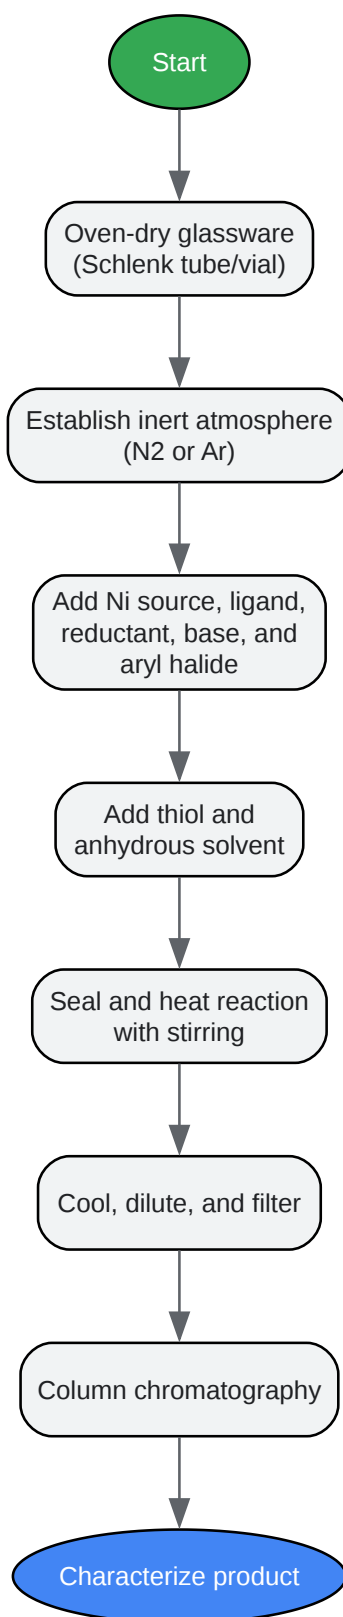 Start
Oven-dry glassware
(Schlenk tube/vial)
Establish inert atmosphere
(N2 or Ar)
Add Ni source, ligand,
reductant, base, and
aryl halide
Add thiol and
anhydrous solvent
Seal and heat reaction
with stirring
Cool, dilute, and filter
Column chromatography
Characterize product